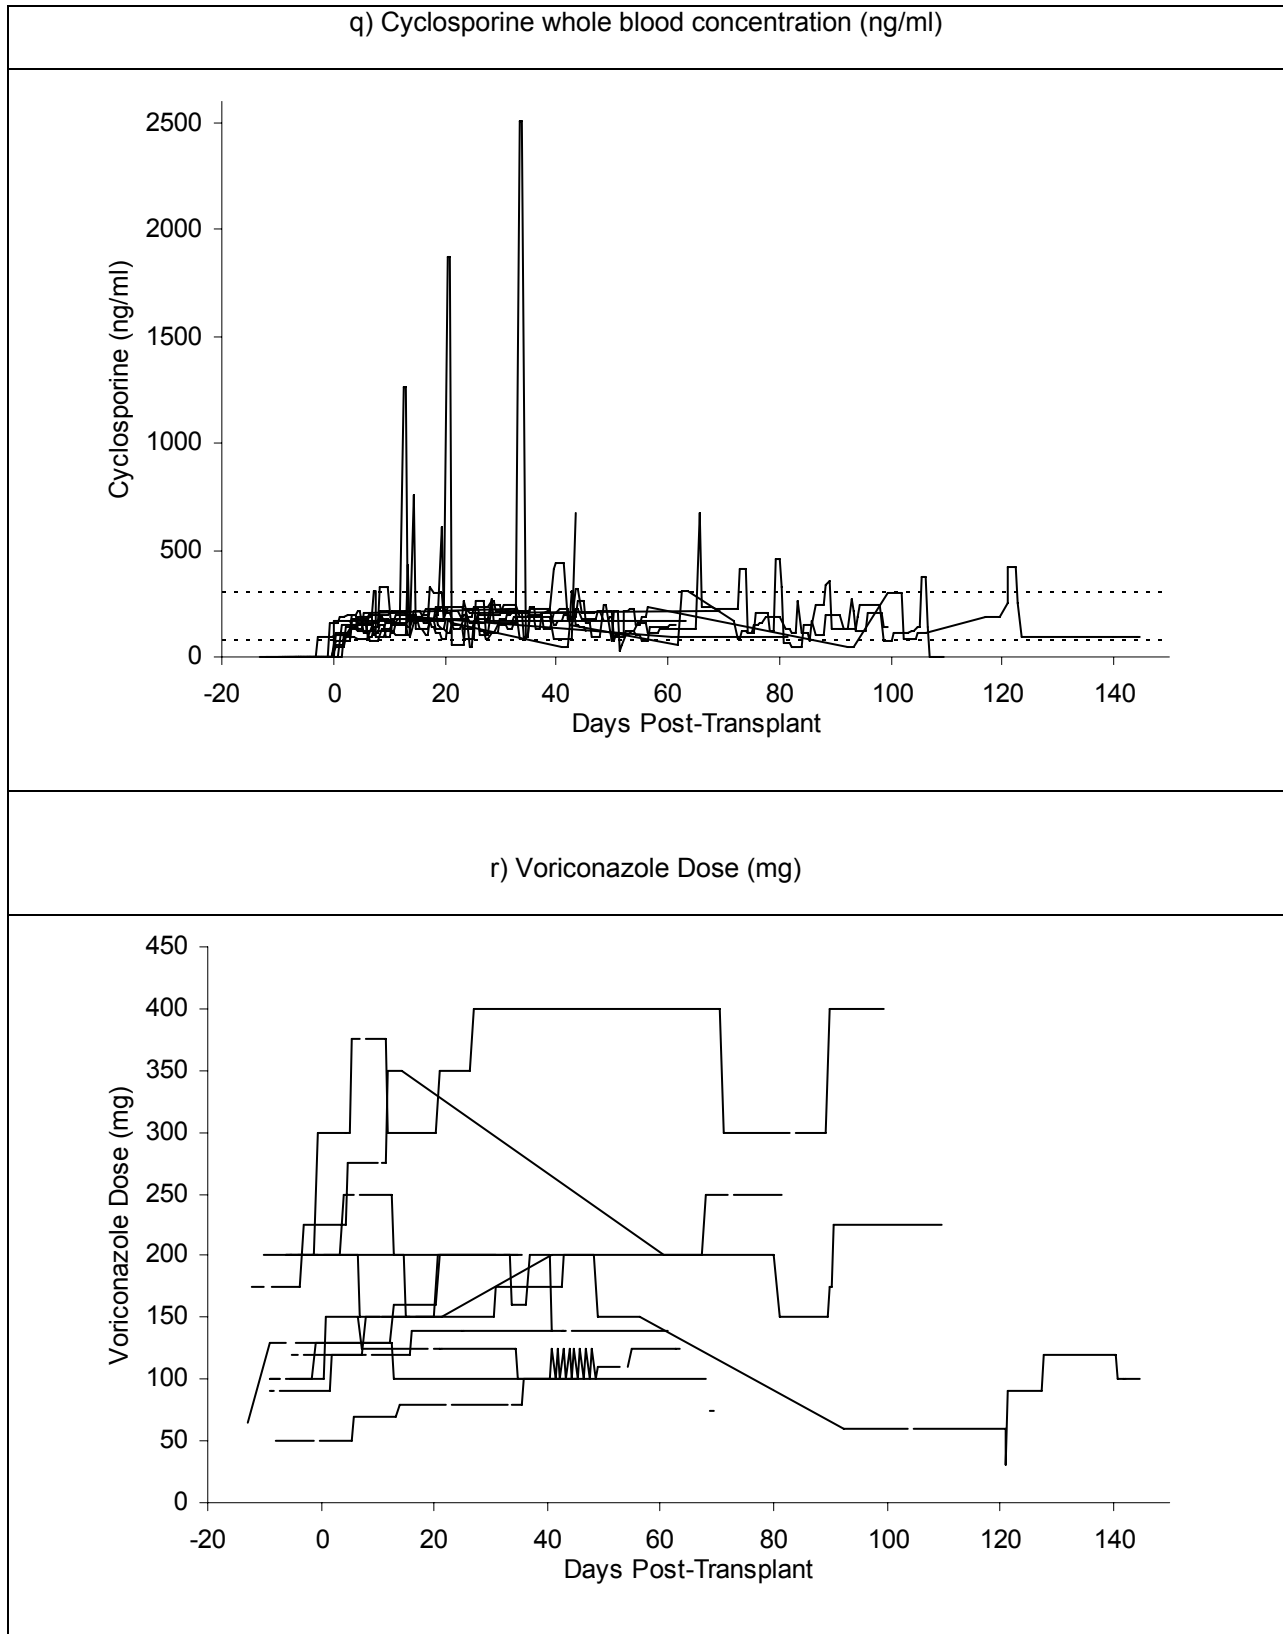 q) Cyclosporine whole blood concentration (ng/ml)
2500
2000
1500
1000
500
0
Cyclosporine (ng/ml)
-20 0 20 40 60 80 100 120 140
Days Post-Transplant
r) Voriconazole Dose (mg)
450
400
350
300
250
200
150
100
50
0
Voriconazole Dose (mg)
-20 0 20 40 60 80 100 120 140
Days Post-Transplant